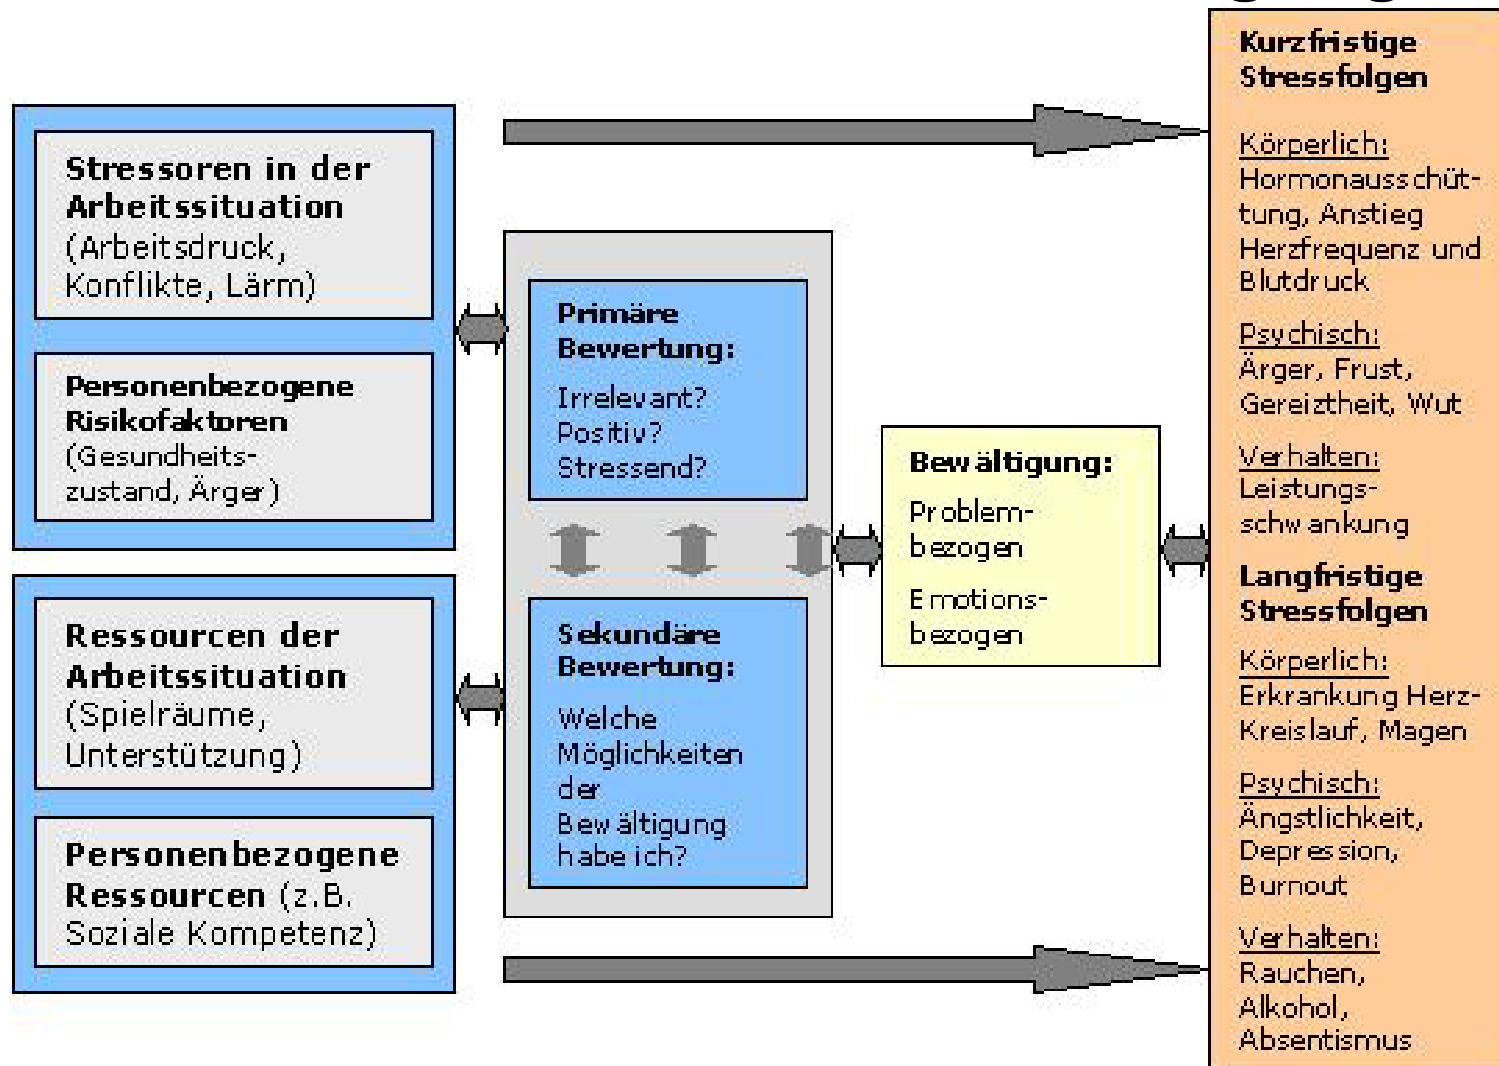 Stressoren in der
Arbeitssituation
(Arbeitsdruck,
Konflikte, Lärm)
Personenbezogene
Risikofaktoren
(Gesundheits-
zustand, Ärger)
Ressourcen der
Arbeitssituation
(Spielräume,
Unterstützung)
Personenbezogene
Ressourcen (z.B.
Soziale Kompetenz)
Primäre
Bewertung:
Irrelevant?
Positiv?
Stressend?
Sekundäre
Bewertung:
Welche
Möglichkeiten
der
Bewältigung
habe ich?
Bewältigung:
Problem-
bezogen
Emotions-
bezogen
Kurzfristige
Stressfolgen
Körperlich:
Hormonausschüt-
tung, Anstieg
Herzfrequenz und
Blutdruck
Psychisch:
Ärger, Frust,
Gereiztheit, Wut
Verhalten:
Leistungs-
schwankung
Langfristige
Stressfolgen
Körperlich:
Erkrankung Herz-
Kreislauf, Magen
Psychisch:
Ängstlichkeit,
Depression,
Burnout
Verhalten:
Rauchen,
Alkohol,
Absentismus